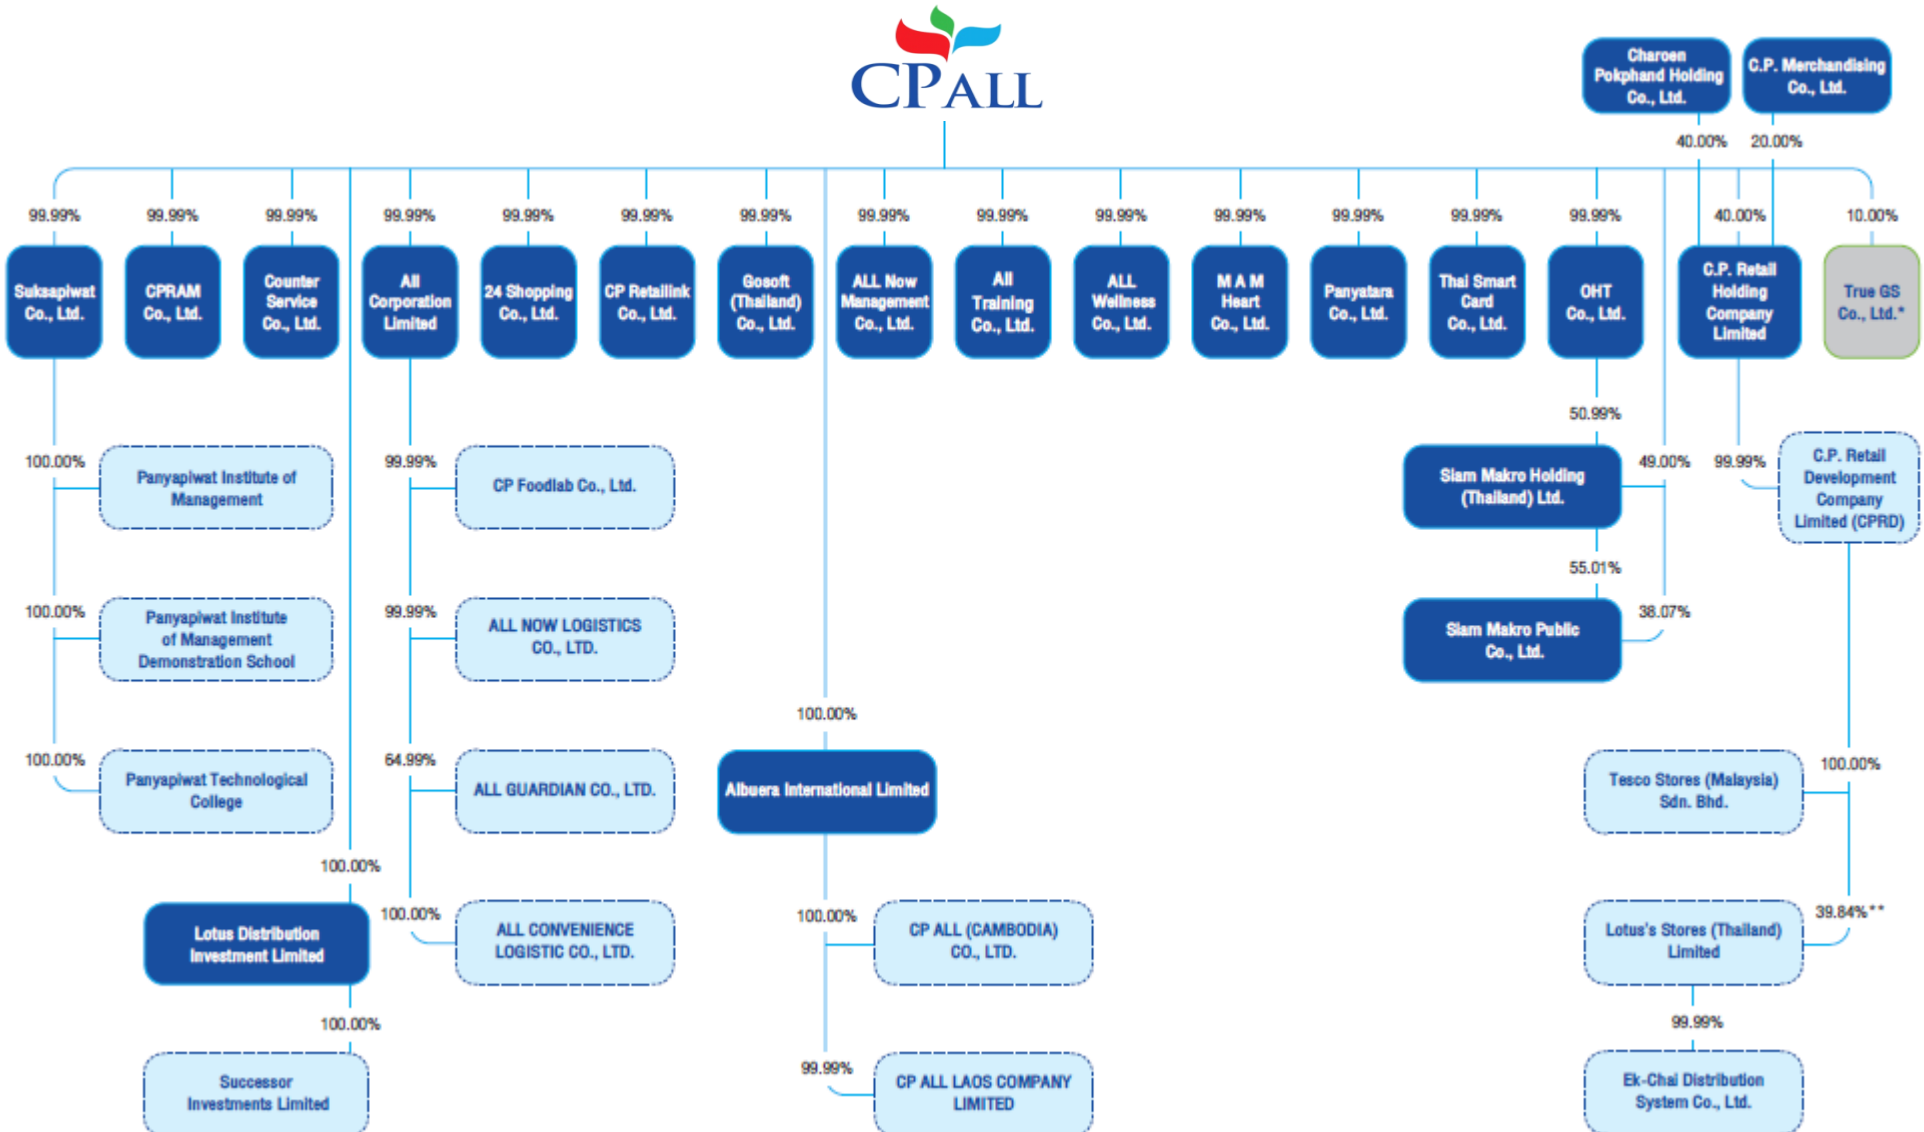 CPALL
Charoen
Pokphand Holding
Co., Ltd.
C.P. Merchandising
Co., Ltd.
40.00%
20.00%
99.99%
99.99%
99.99%
99.99%
99.99%
99.99%
99.99%
99.99%
99.99%
99.99%
99.99%
99.99%
99.99%
99.99%
40.00%
10.00%
Suksapiwat
Co., Ltd.
CPRAM
Co., Ltd.
Counter
Service
Co., Ltd.
All
Corporation
Limited
24 Shopping
Co., Ltd.
CP Retailink
Co., Ltd.
Gosoft
(Thailand)
Co., Ltd.
ALL Now
Management
Co., Ltd.
All
Training
Co., Ltd.
ALL
Wellness
Co., Ltd.
M A M
Heart
Co., Ltd.
Panyatara
Co., Ltd.
Thai Smart
Card
Co., Ltd.
OHT
Co., Ltd.
C.P. Retail
Holding
Company
Limited
True GS
Co., Ltd.*
50.99%
100.00%
Panyapiwat Institute of
Management
99.99%
CP Foodlab Co., Ltd.
Siam Makro Holding
(Thailand) Ltd.
49.00%
99.99%
C.P. Retail
Development
Company
Limited (CPRD)
55.01%
100.00%
Panyapiwat Institute
of Management
Demonstration School
99.99%
ALL NOW LOGISTICS
CO., LTD.
Siam Makro Public
Co., Ltd.
38.07%
100.00%
100.00%
Panyapiwat Technological
College
64.99%
ALL GUARDIAN CO., LTD.
Albuera International Limited
Tesco Stores (Malaysia)
Sdn. Bhd.
100.00%
100.00%
Lotus Distribution
Investment Limited
100.00%
ALL CONVENIENCE
LOGISTIC CO., LTD.
100.00%
CP ALL (CAMBODIA)
CO., LTD.
Lotus's Stores (Thailand)
Limited
39.84%**
100.00%
99.99%
Successor
Investments Limited
99.99%
CP ALL LAOS COMPANY
LIMITED
Ek-Chai Distribution
System Co., Ltd.